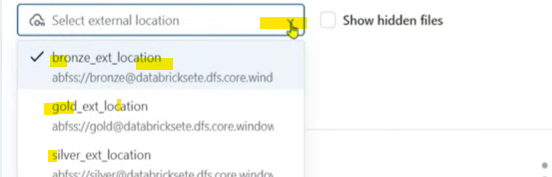 Select external location
Show hidden files
bronze_ext_location
abfss://bronze@databricksete.dfs.core.wind
gold_ext_location
abfss://gold@databricksete.dfs.core.window
silver_ext_location
abfss://silver@databricksete.dfs.core.window